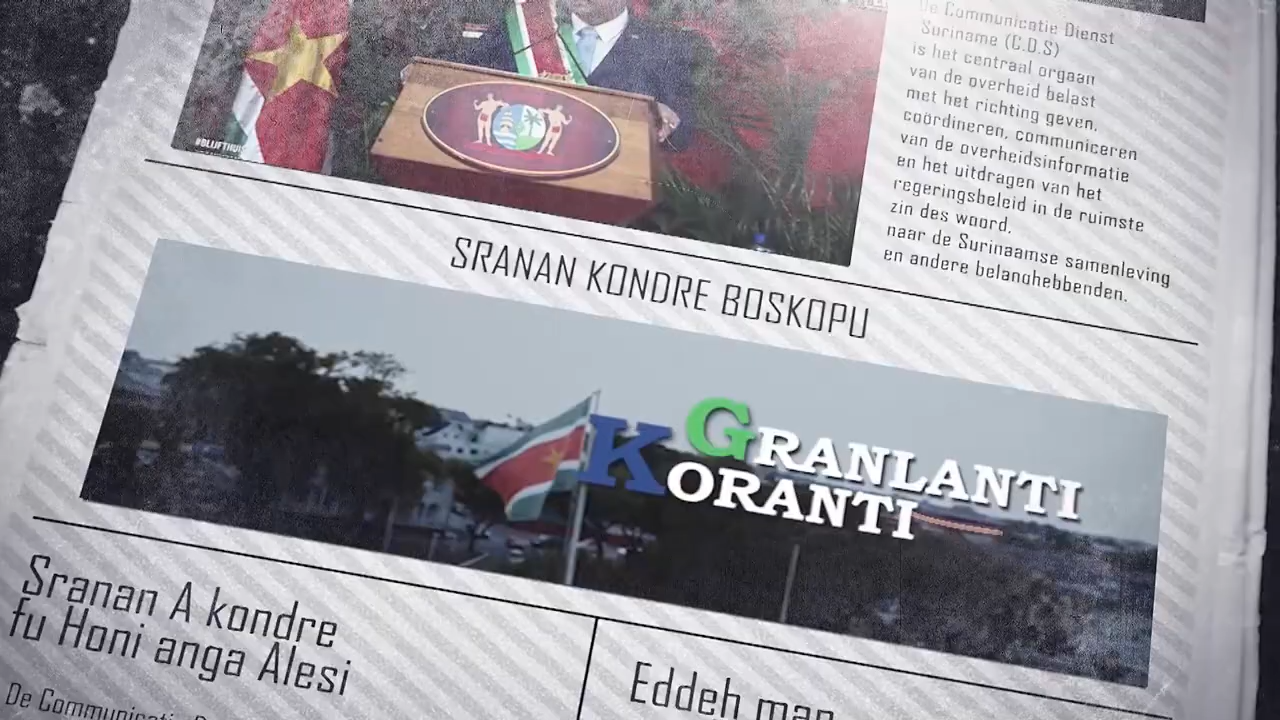 De Communicatie Dienst
Suriname (C.D.S)
is het centraal orgaan
van de overheid belast
met het richting geven,
coördineren, communiceren
van de overheidsinformatie
en het uitdragen van het
regeringsbeleid in de ruimste
zin des woord.
naar de Surinaamse samenleving
en andere belanghebbenden.
SRANAN KONDRE BOSKOPU
GRANLANTI
KORANTI
Sranan A kondre
fu Honi anga Alesi
Eddeh man
De